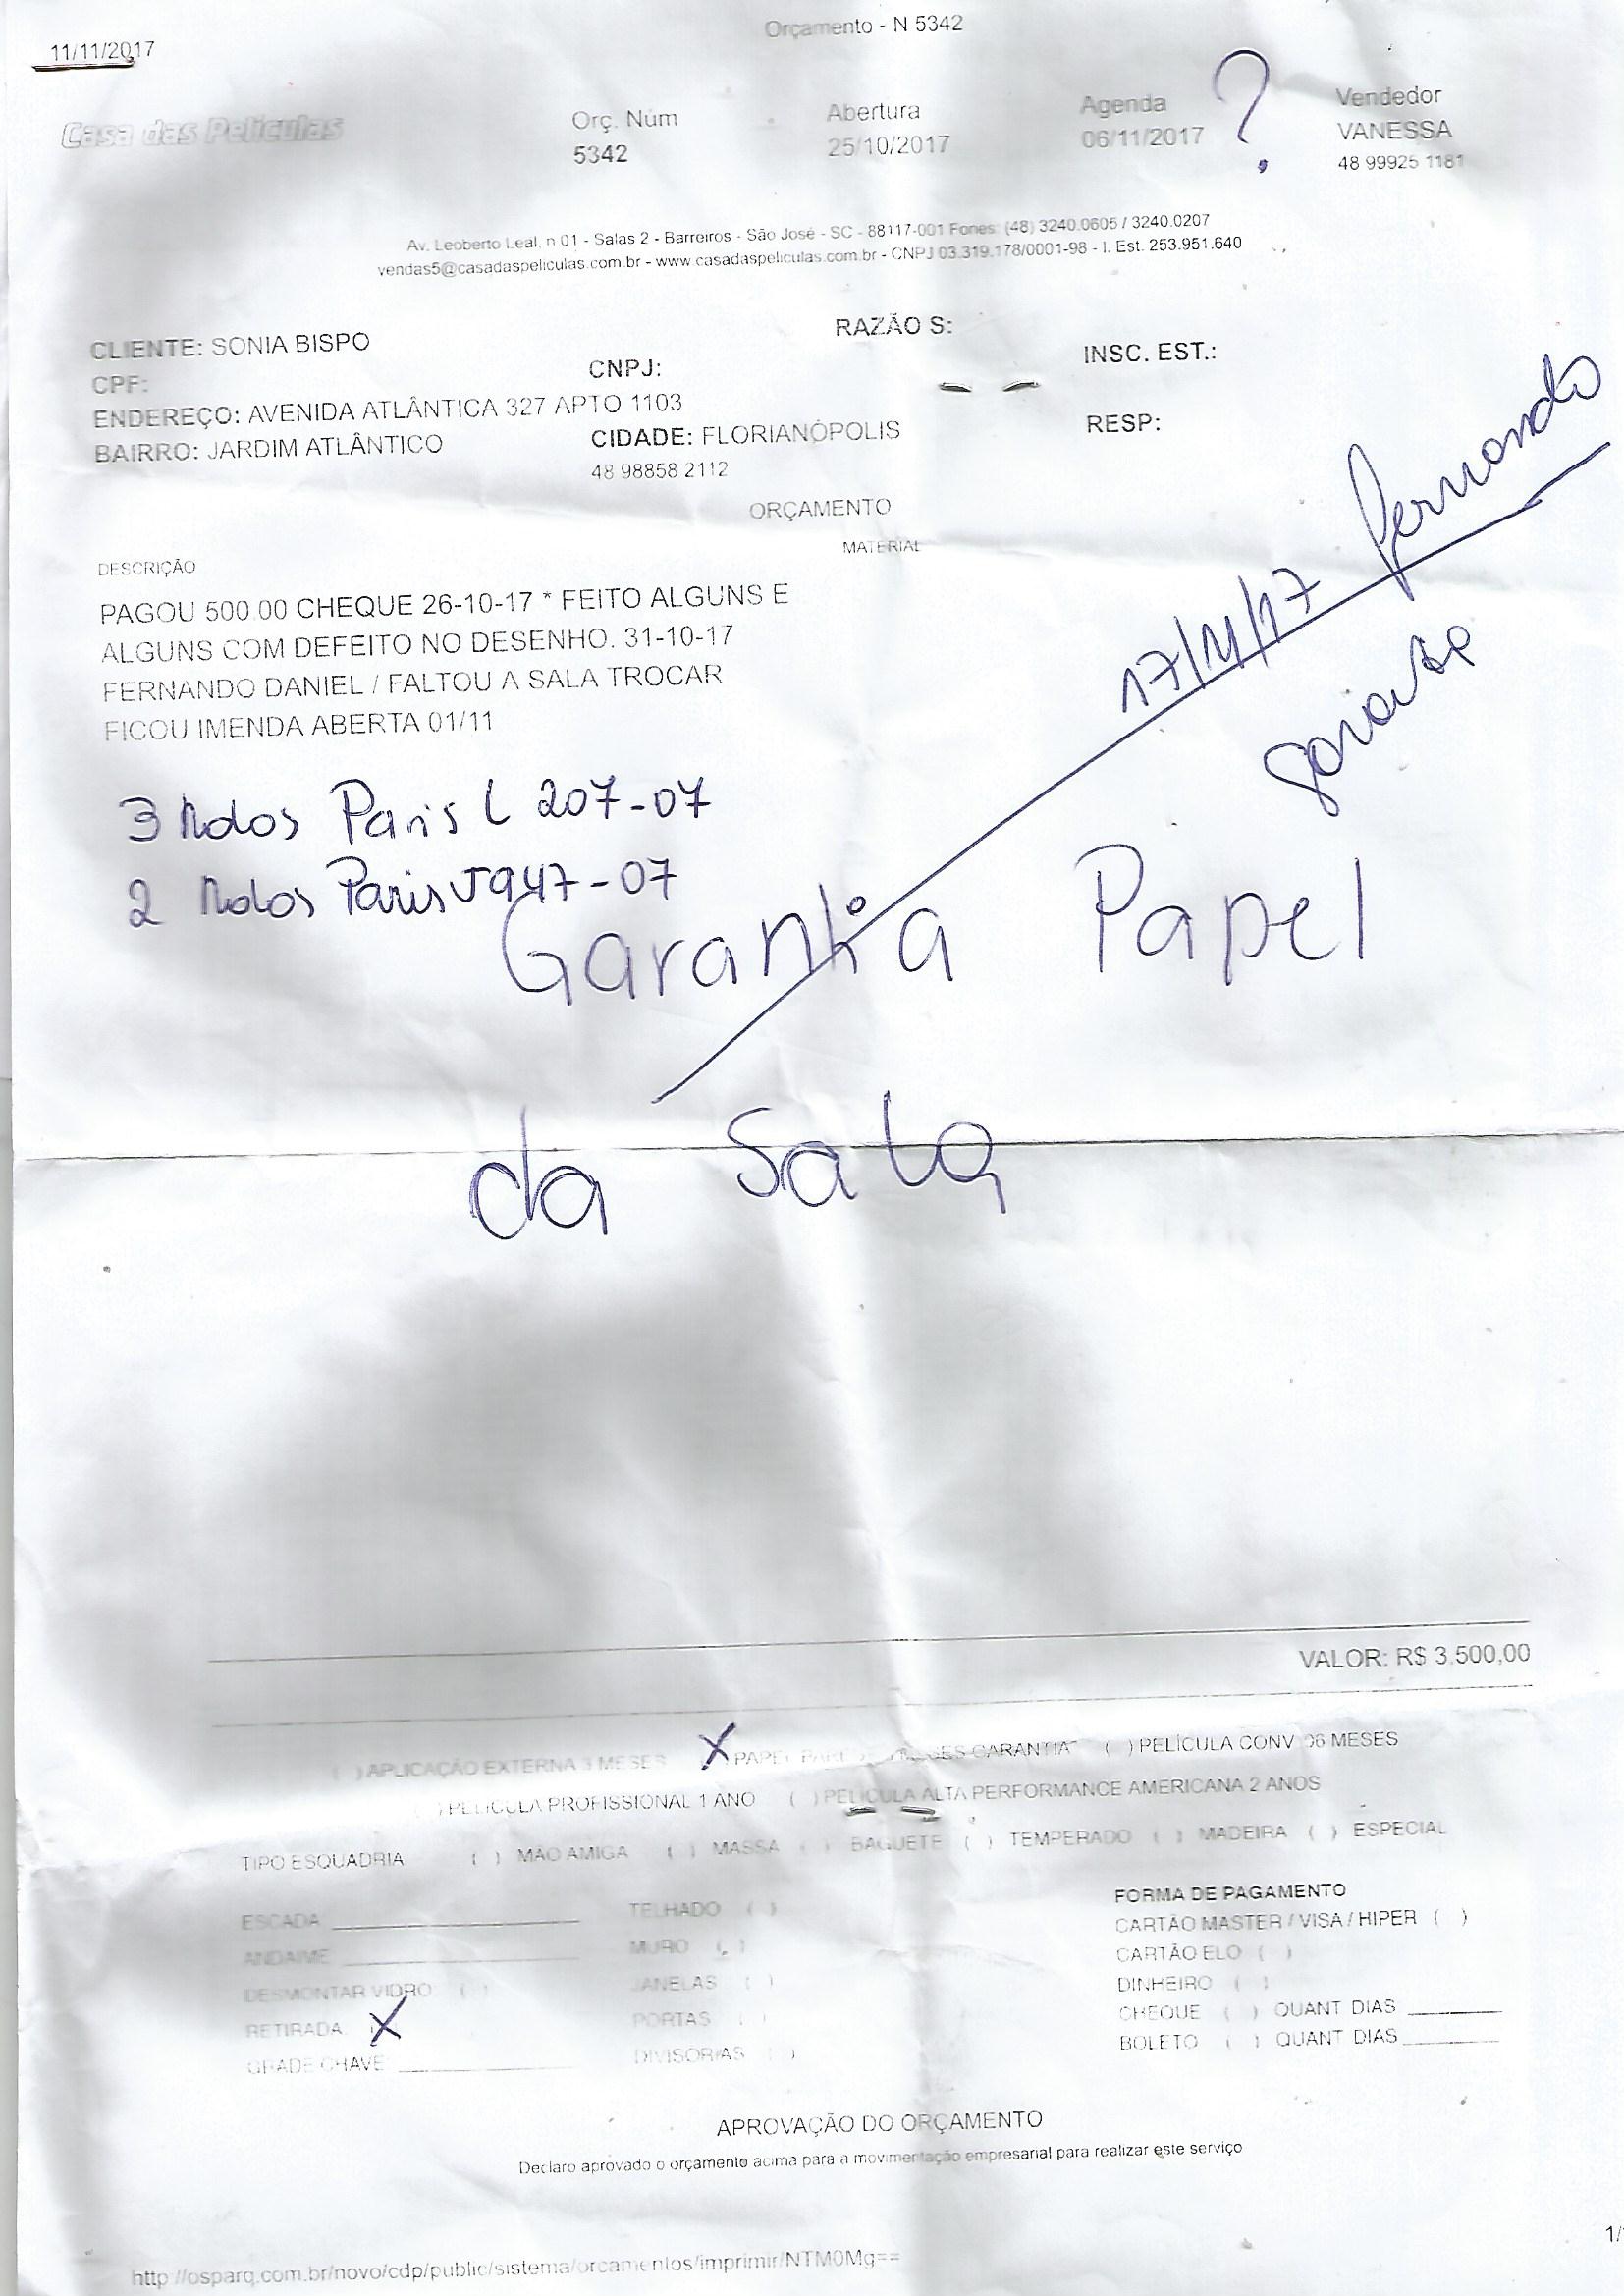 Orçamento - N 5342
11/11/2017
Casa das Películas
Orç. Núm
5342
Abertura
25/10/2017
Agenda
06/11/2017
?
Vendedor
VANESSA
48 99925 1181
Av. Leoberto Leal, n 01 - Salas 2 - Barreiros - São José - SC - 88117-001 Fones: (48) 3240.0605 / 3240.0207
vendas5@casadaspeliculas.com.br - www.casadaspeliculas.com.br - CNPJ 03.319.178/0001-98 - I. Est. 253.951.640
CLIENTE: SONIA BISPO
RAZÃO S:
CPF:
CNPJ:
INSC. EST.:
ENDEREÇO: AVENIDA ATLÂNTICA 327 APTO 1103
BAIRRO: JARDIM ATLÂNTICO
CIDADE: FLORIANÓPOLIS
RESP:
48 98858 2112
ORÇAMENTO
DESCRIÇÃO
MATERIAL
PAGOU 500.00 CHEQUE 26-10-17 * FEITO ALGUNS E
ALGUNS COM DEFEITO NO DESENHO. 31-10-17
FERNANDO DANIEL / FALTOU A SALA TROCAR
FICOU IMENDA ABERTA 01/11
17/11/17 Fernando
3 Rolos Paris L 207-07
2 Rolos Paris J947-07
Garantia Papel
da Sala
VALOR: R$ 3.500,00
( ) APLICAÇÃO EXTERNA 3 MESES X PAPEL MESES GARANTIA ( ) PELÍCULA CONV 06 MESES
( ) PELICULA PROFISSIONAL 1 ANO ( ) PELICULA ALTA PERFORMANCE AMERICANA 2 ANOS
TIPO ESQUADRIA ( ) MÃO AMIGA ( ) MASSA ( ) BAGUETE ( ) TEMPERADO ( ) MADEIRA ( ) ESPECIAL
ESCADA
ANDAIME
DESMONTAR VIDRO ( )
RETIRADA X
GRADE CHAVE
TELHADO ( )
MURO ( )
JANELAS ( )
PORTAS ( )
DIVISORIAS ( )
FORMA DE PAGAMENTO
CARTÃO MASTER / VISA / HIPER ( )
CARTÃO ELO ( )
DINHEIRO ( )
CHEQUE ( ) QUANT DIAS
BOLETO ( ) QUANT DIAS
APROVAÇÃO DO ORÇAMENTO
Declaro aprovado o orçamento acima para a movimentação empresarial para realizar este serviço
http://osparq.com.br/novo/cdp/public/sistema/orcamentos/imprimir/NTM0Mg==